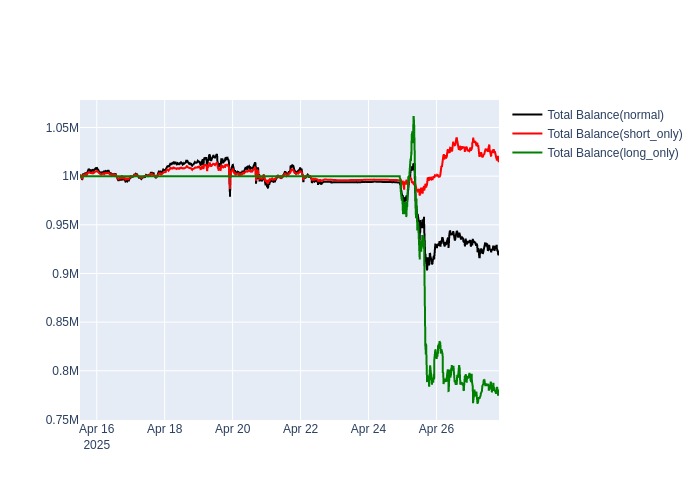 Total Balance(normal)
Total Balance(short_only)
Total Balance(long_only)
1.05M
1M
0.95M
0.9M
0.85M
0.8M
0.75M
Apr 16 Apr 18 Apr 20 Apr 22 Apr 24 Apr 26
2025